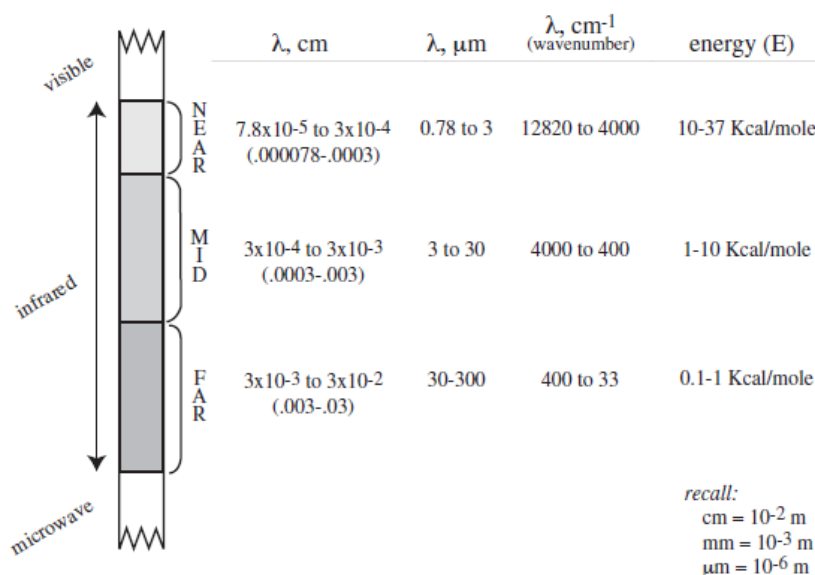 λ, cm λ, μm λ, cm-1 energy (E)
(wavenumber)
visible
NEAR 7.8x10-5 to 3x10-4 0.78 to 3 12820 to 4000 10-37 Kcal/mole
(.000078-.0003)
infrared
MID 3x10-4 to 3x10-3 3 to 30 4000 to 400 1-10 Kcal/mole
(.0003-.003)
FAR 3x10-3 to 3x10-2 30-300 400 to 33 0.1-1 Kcal/mole
(.003-.03)
microwave
recall:
cm = 10-2 m
mm = 10-3 m
μm = 10-6 m